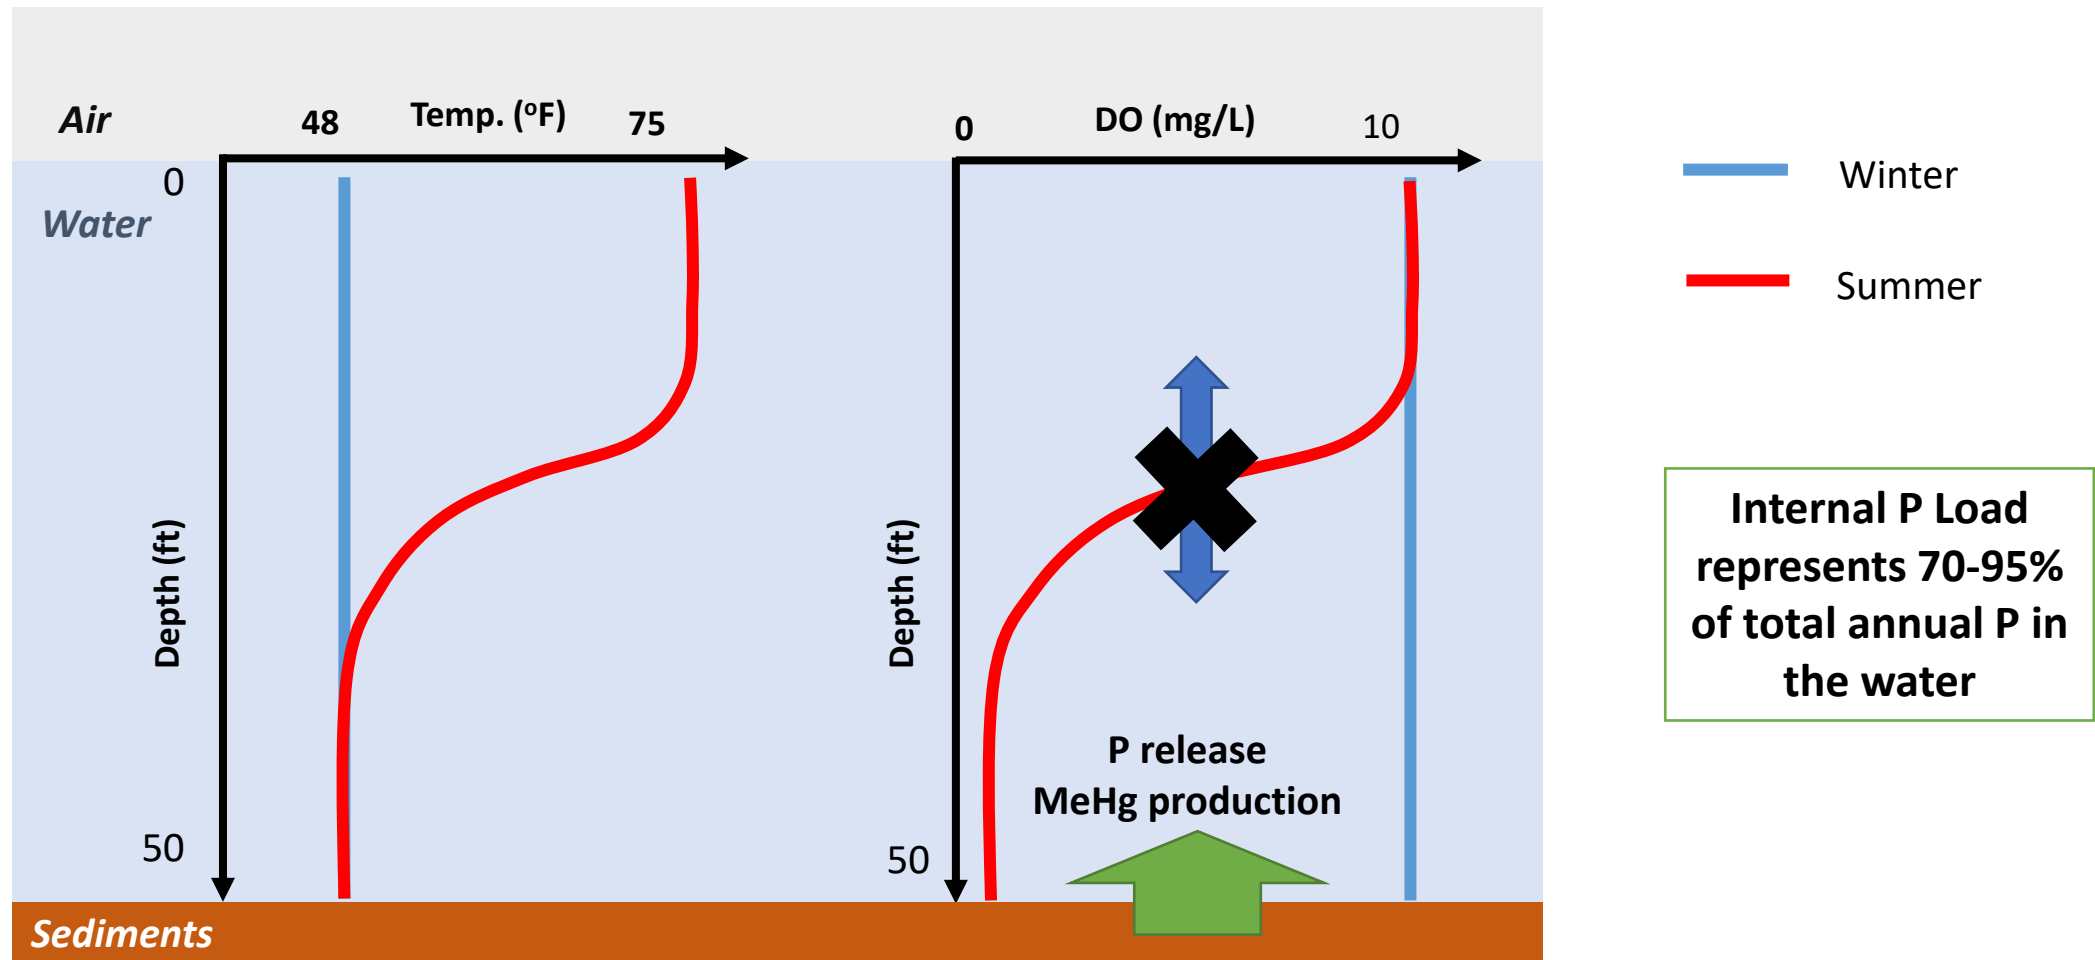 Air
48
Temp. (oF)
75
0
DO (mg/L)
10
0
Water
Depth (ft)
50
Depth (ft)
50
P release
MeHg production
Sediments
Winter
Summer
Internal P Load
represents 70-95%
of total annual P in
the water